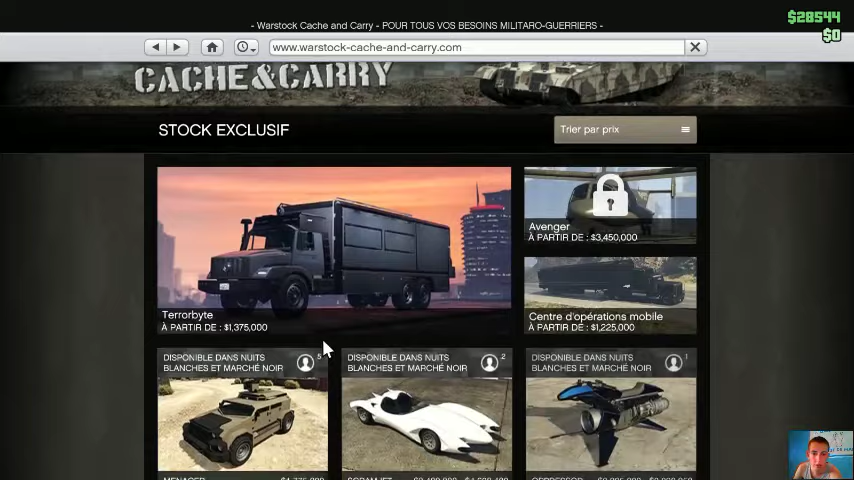 - Warstock Cache and Carry - POUR TOUS VOS BESOINS MILITARO-GUERRIERS -
$28544
$0
www.warstock-cache-and-carry.com
CACHE&CARRY
STOCK EXCLUSIF
Trier par prix
Terrorbyte
À PARTIR DE : $1,375,000
Avenger
À PARTIR DE : $3,450,000
Centre d'opérations mobile
À PARTIR DE : $1,225,000
DISPONIBLE DANS NUITS
BLANCHES ET MARCHÉ NOIR
5
DISPONIBLE DANS NUITS
BLANCHES ET MARCHÉ NOIR
2
DISPONIBLE DANS NUITS
BLANCHES ET MARCHÉ NOIR
1